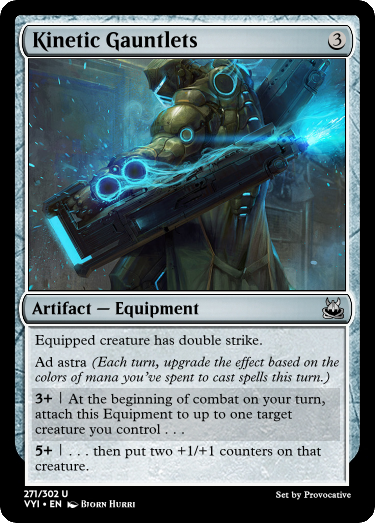 Kinetic Gauntlets 3
Artifact — Equipment
Equipped creature has double strike.
Ad astra (Each turn, upgrade the effect based on the
colors of mana you've spent to cast spells this turn.)
3+ | At the beginning of combat on your turn,
attach this Equipment to up to one target
creature you control . . .
5+ | . . . then put two +1/+1 counters on that
creature.
271/302 U
VYI • EN Bjorn Hurri
Set by Provocative